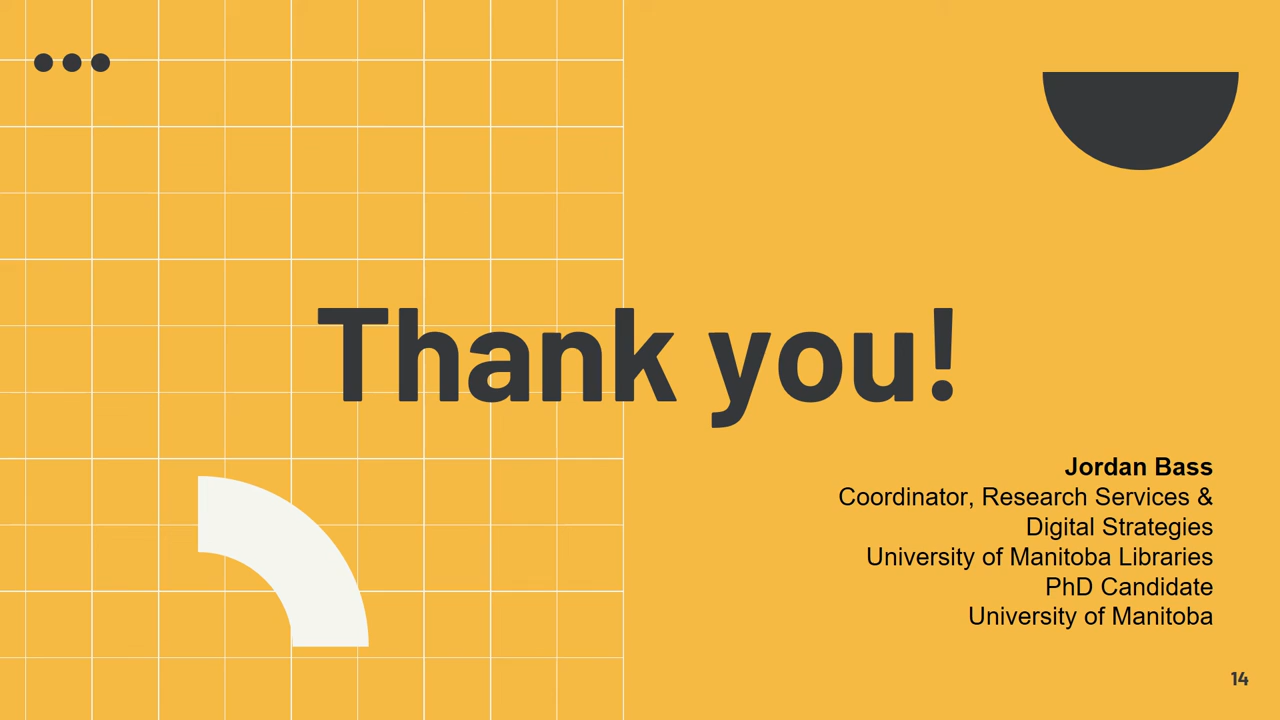 Thank you!
Jordan Bass
Coordinator, Research Services &
Digital Strategies
University of Manitoba Libraries
PhD Candidate
University of Manitoba
14